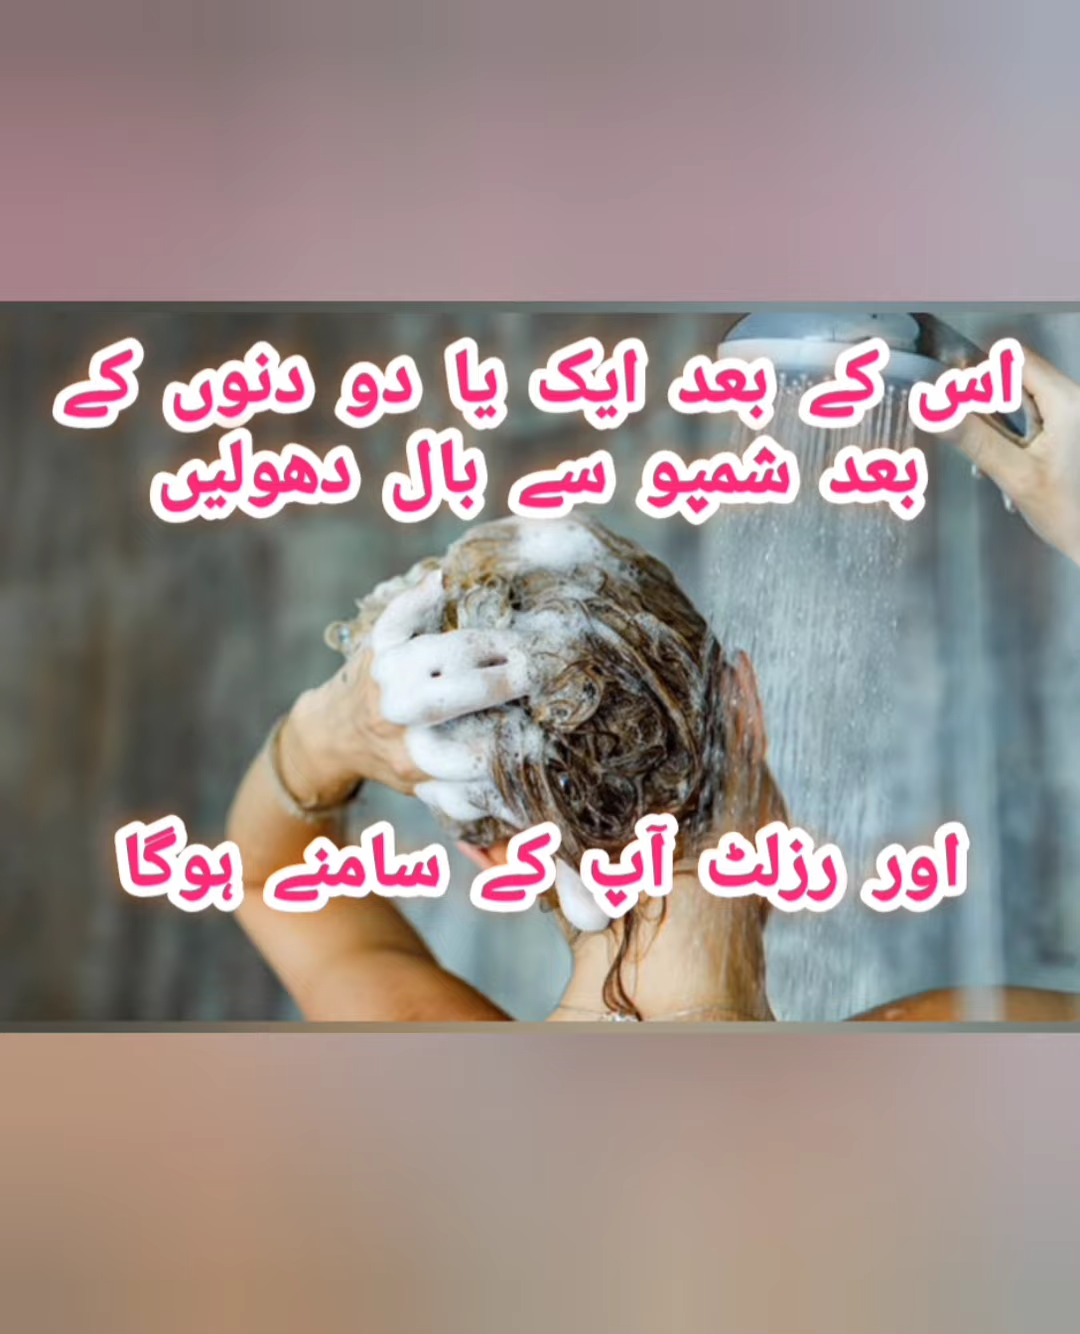 اس کے بعد ایک یا دو دنوں کے
بعد شمپو سے بال دھولیں
اور رزلٹ آپ کے سامنے ہوگا